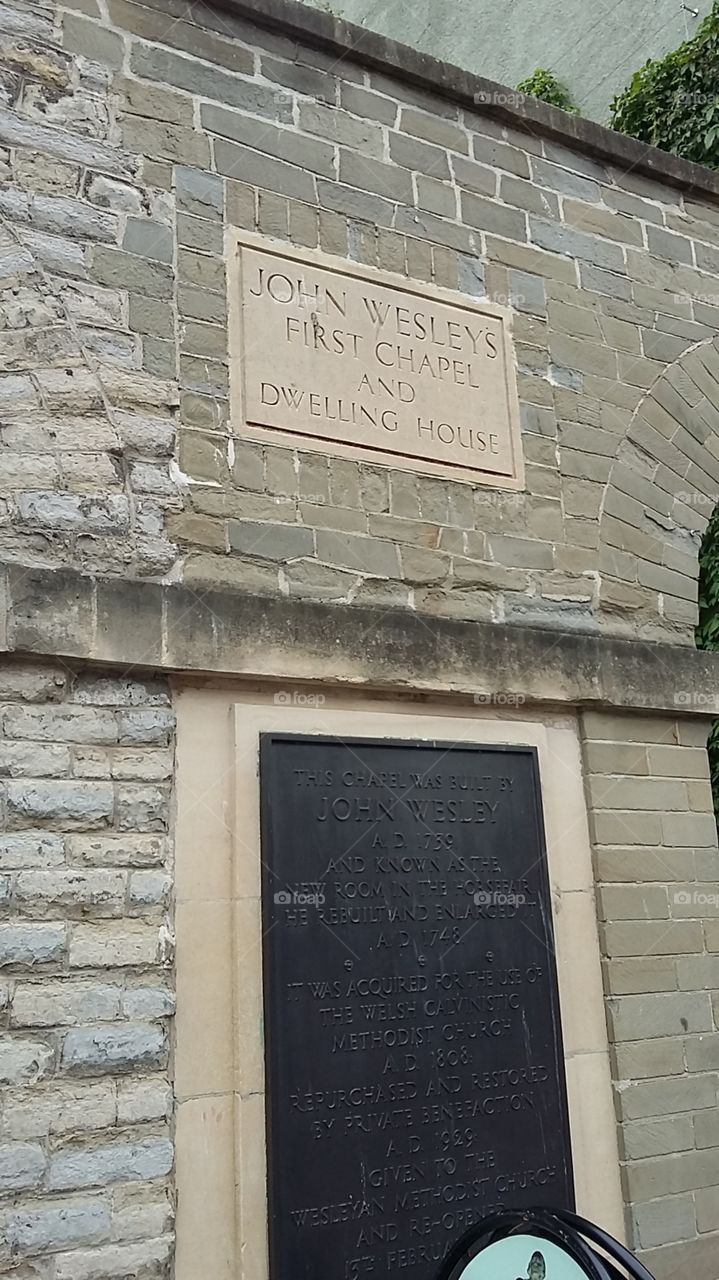 JOHN WESLEY'S
FIRST CHAPEL
AND
DWELLING HOUSE
THIS CHAPEL WAS BUILT BY
JOHN WESLEY
A.D. 1739
AND KNOWN AS THE
NEW ROOM IN THE HORSEFAIR
HE REBUILT AND ENLARGED IT
A.D. 1748
IT WAS ACQUIRED FOR THE USE OF
THE WELSH CALVINISTIC
METHODIST CHURCH
A.D. 1808
REPURCHASED AND RESTORED
BY PRIVATE BENEFACTION
A.D. 1929
GIVEN TO THE
WESLEYAN METHODIST CHURCH
AND RE-OPENED
13TH FEBRUA